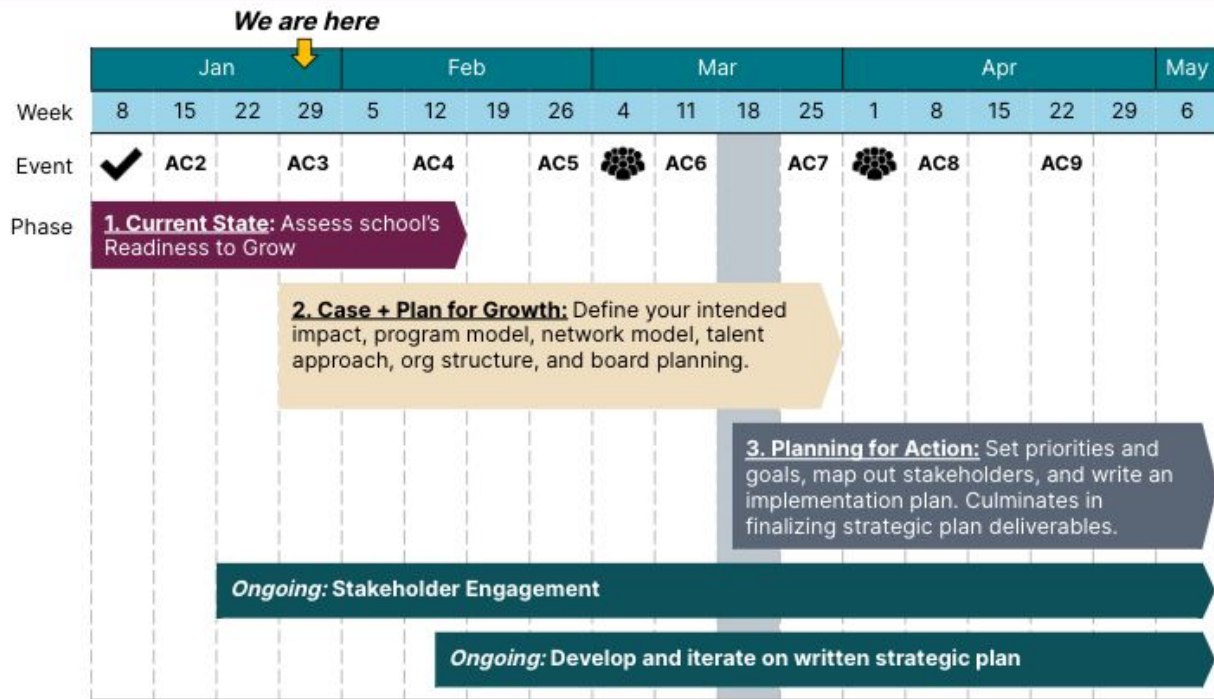 We are here
Jan Feb Mar Apr May
Week 8 15 22 29 5 12 19 26 4 11 18 25 1 8 15 22 29 6
Event AC2 AC3 AC4 AC5 AC6 AC7 AC8 AC9
Phase
1. Current State: Assess school's
Readiness to Grow
2. Case + Plan for Growth: Define your intended
impact, program model, network model, talent
approach, org structure, and board planning.
3. Planning for Action: Set priorities and
goals, map out stakeholders, and write an
implementation plan. Culminates in
finalizing strategic plan deliverables.
Ongoing: Stakeholder Engagement
Ongoing: Develop and iterate on written strategic plan